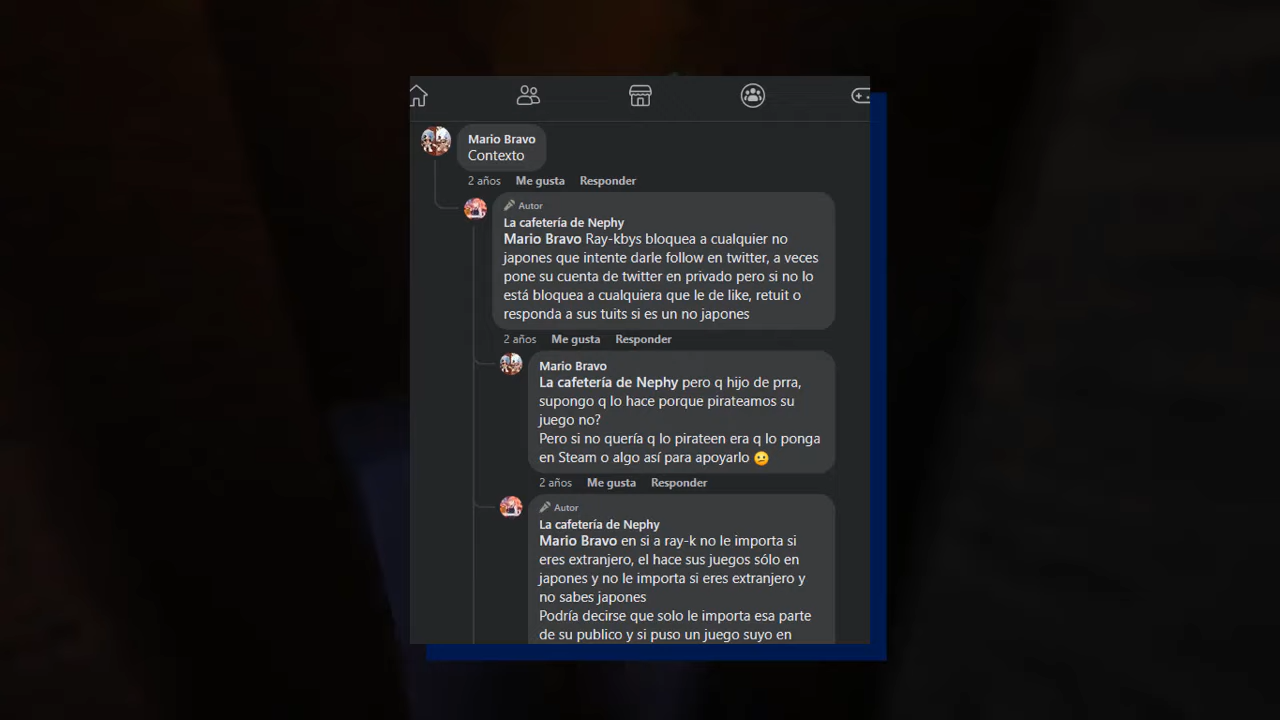 Mario Bravo
Contexto
2 años Me gusta Responder
Autor
La cafetería de Nephy
Mario Bravo Ray-kbys bloquea a cualquier no
japones que intente darle follow en twitter, a veces
pone su cuenta de twitter en privado pero si no lo
está bloquea a cualquiera que le de like, retuit o
responda a sus tuits si es un no japones
2 años Me gusta Responder
Mario Bravo
La cafetería de Nephy pero q hijo de prra,
supongo q lo hace porque pirateamos su
juego no?
Pero si no quería q lo pirateen era q lo ponga
en Steam o algo así para apoyarlo 😕
2 años Me gusta Responder
Autor
La cafetería de Nephy
Mario Bravo en si a ray-k no le importa si
eres extranjero, el hace sus juegos sólo en
japones y no le importa si eres extranjero y
no sabes japones
Podría decirse que solo le importa esa parte
de su publico y si puso un juego suyo en